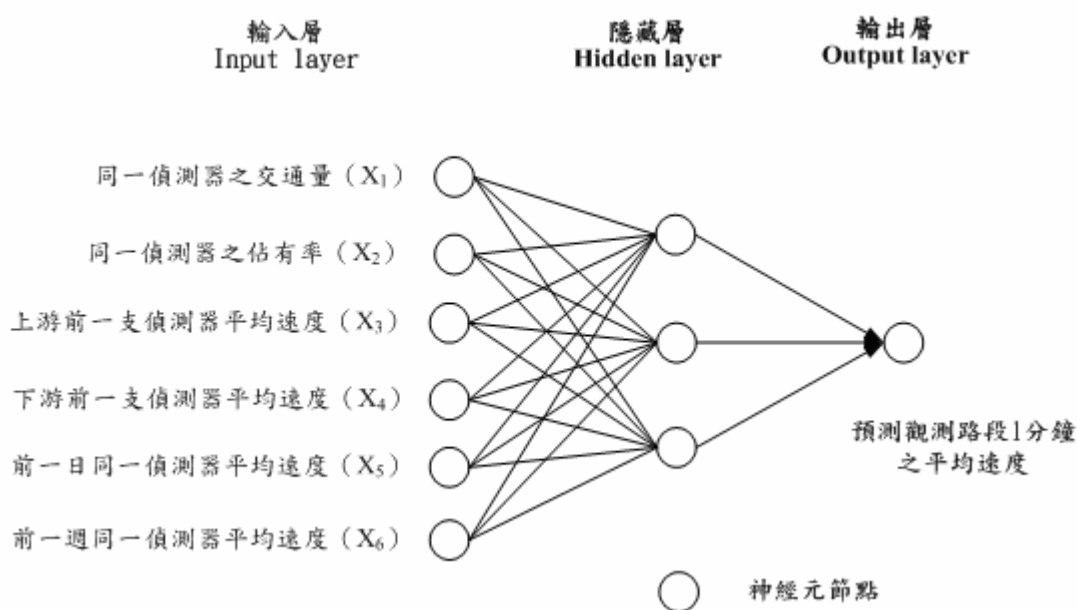 輸入層
Input layer
隱藏層
Hidden layer
輸出層
Output layer
同一偵測器之交通量（X₁）
同一偵測器之佔有率（X₂）
上游前一支偵測器平均速度（X₃）
下游前一支偵測器平均速度（X₄）
前一日同一偵測器平均速度（X₅）
前一週同一偵測器平均速度（X₆）
預測觀測路段1分鐘
之平均速度
神經元節點